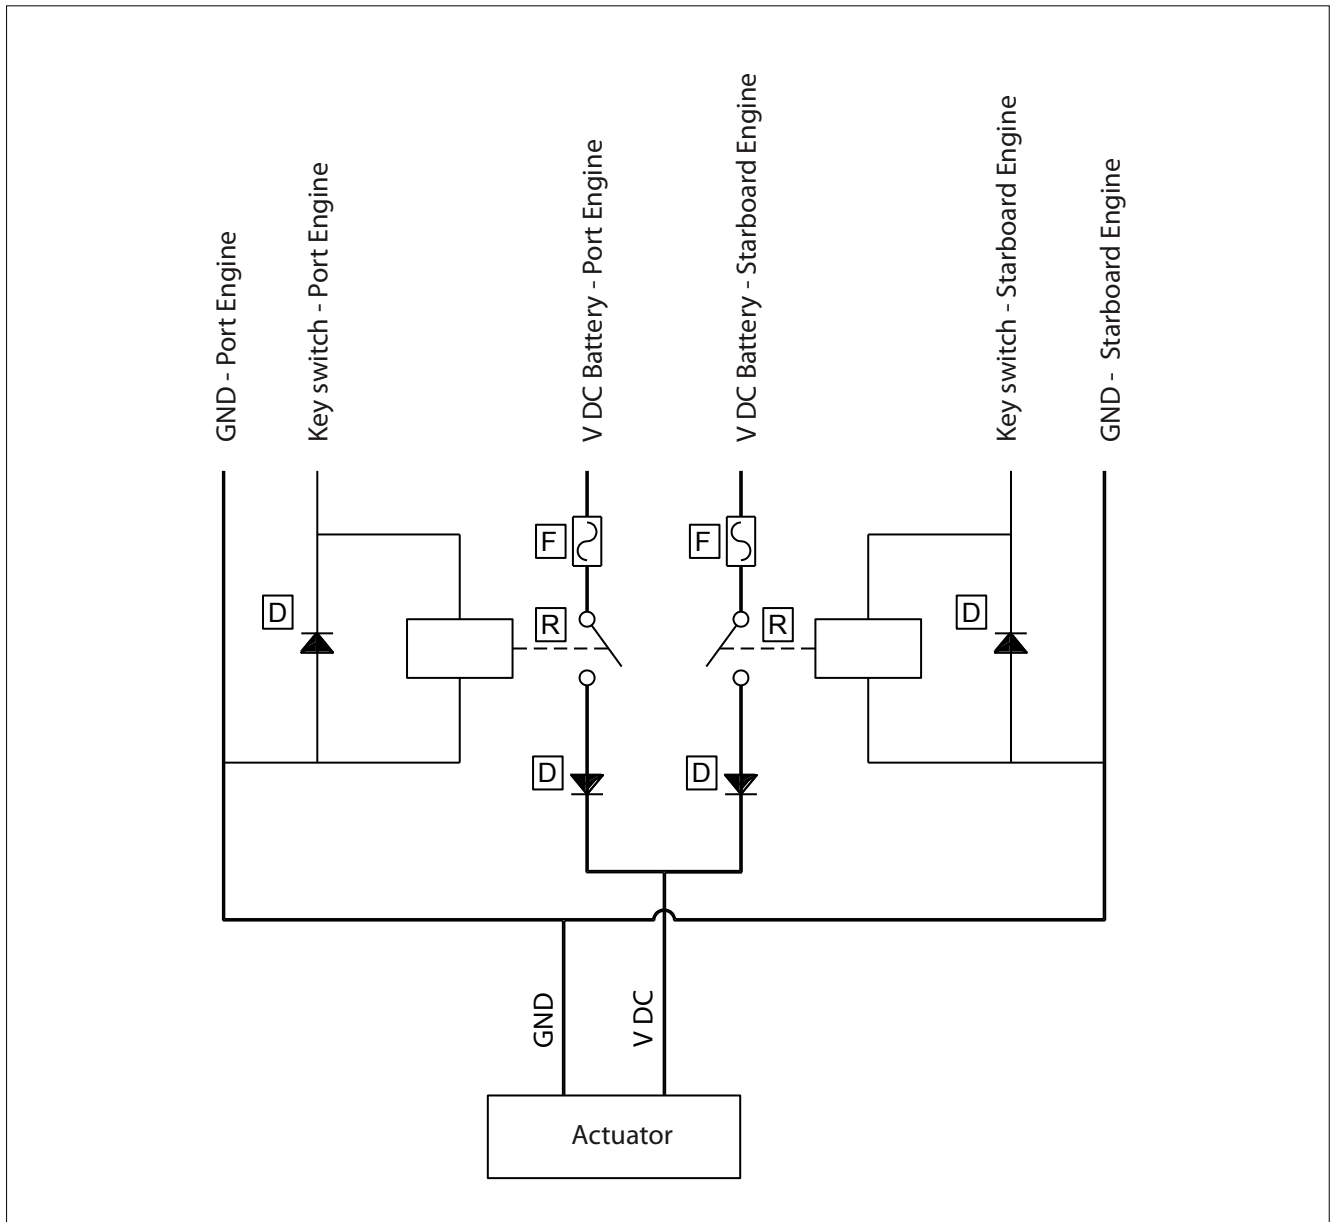 GND - Port Engine
Key switch - Port Engine
V DC Battery - Port Engine
V DC Battery - Starboard Engine
Key switch - Starboard Engine
GND -  Starboard Engine
F
F
D
R
R
D
D
D
GND
V DC
Actuator